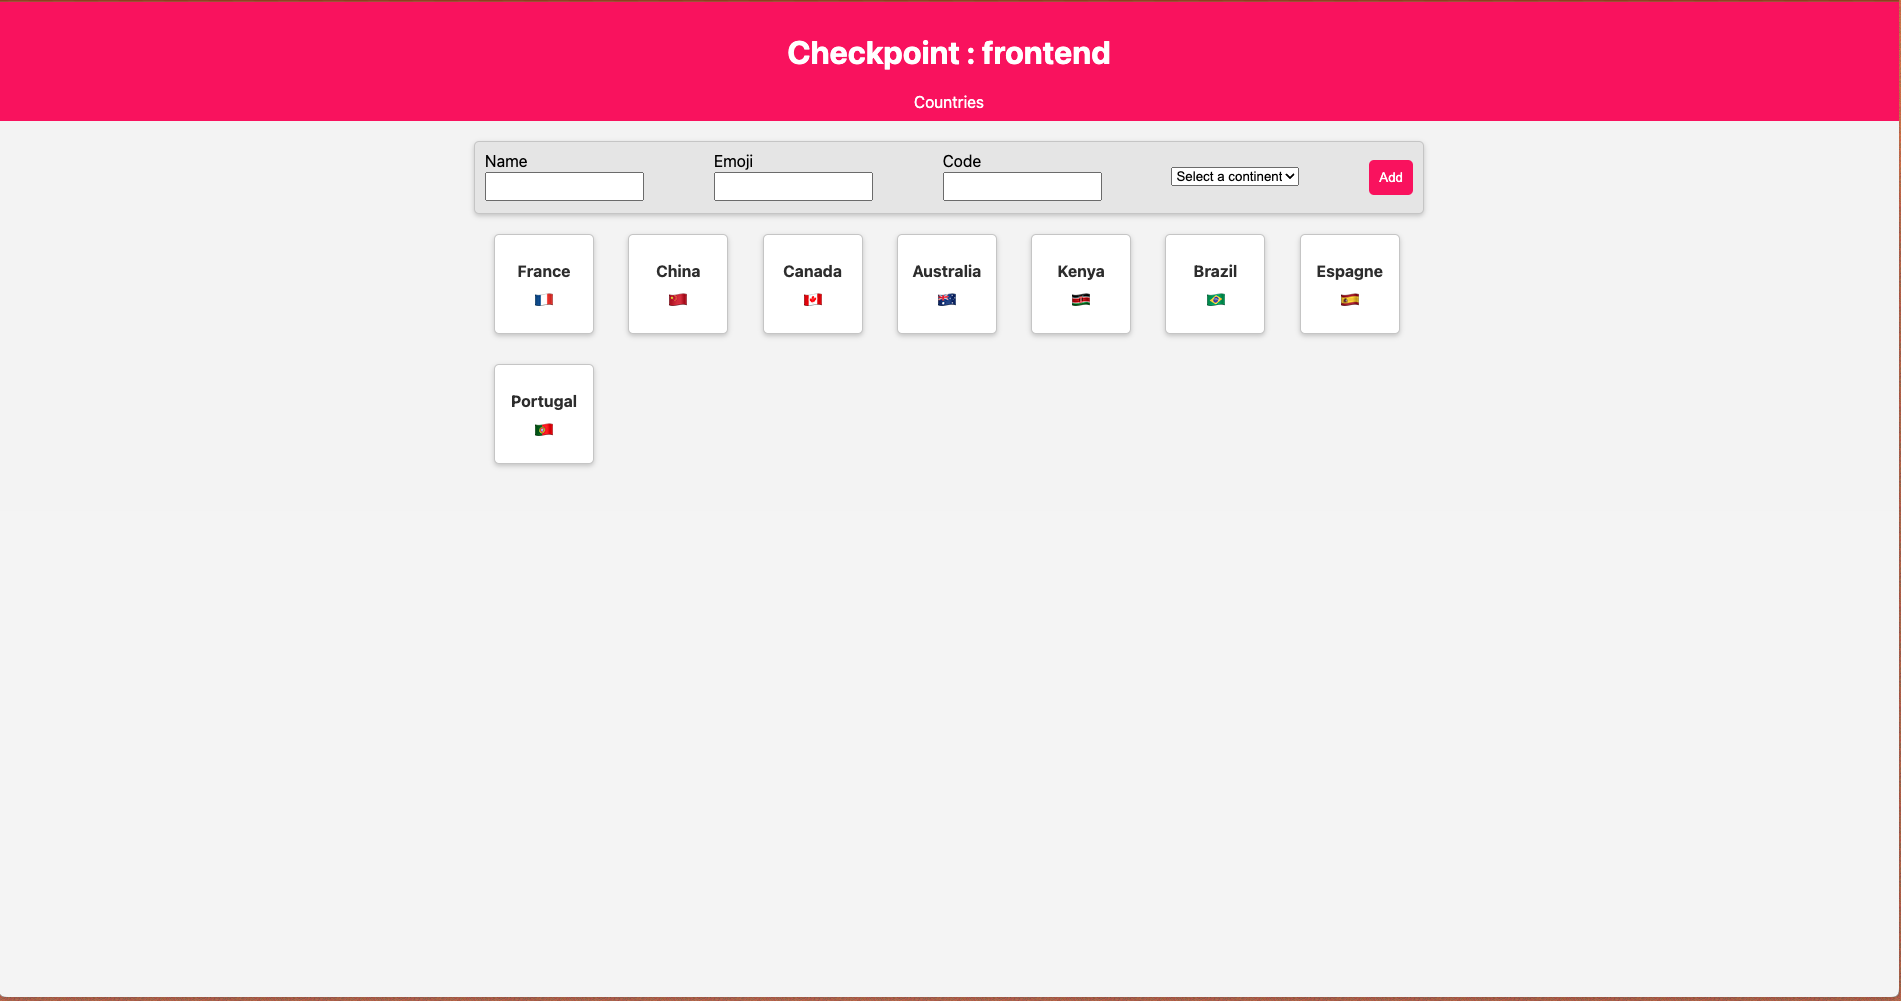 Checkpoint : frontend
Countries
Name Emoji Code
Select a continent Add
France China Canada Australia Kenya Brazil Espagne
Portugal